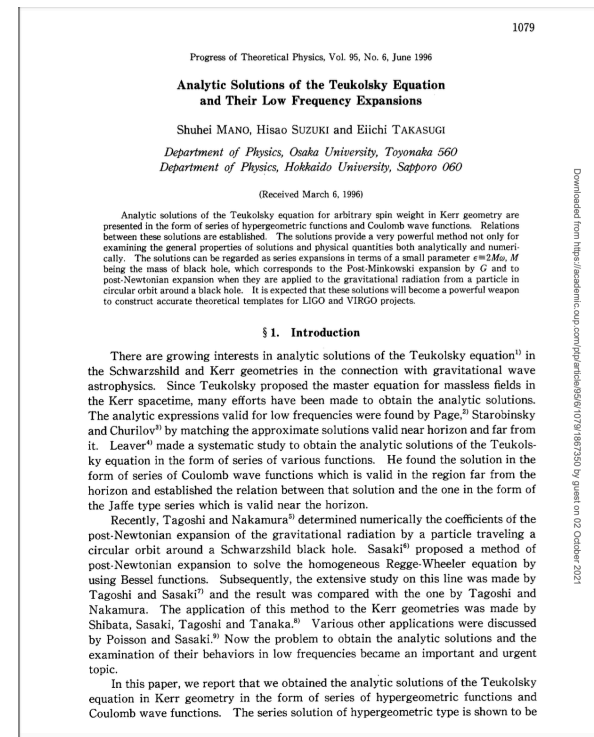 1079
Progress of Theoretical Physics, Vol. 95, No. 6, June 1996
Analytic Solutions of the Teukolsky Equation
and Their Low Frequency Expansions
Shuhei MANO, Hisao SUZUKI and Eiichi TAKASUGI
Department of Physics, Osaka University, Toyonaka 560
Department of Physics, Hokkaido University, Sapporo 060
(Received March 6, 1996)
Analytic solutions of the Teukolsky equation for arbitrary spin weight in Kerr geometry are
presented in the form of series of hypergeometric functions and Coulomb wave functions. Relations
between these solutions are established. The solutions provide a very powerful method not only for
examining the general properties of solutions and physical quantities both analytically and numeri-
cally. The solutions can be regarded as series expansions in terms of a small parameter ε≡2Mω, M
being the mass of black hole, which corresponds to the Post-Minkowski expansion by G and to
post-Newtonian expansion when they are applied to the gravitational radiation from a particle in
circular orbit around a black hole. It is expected that these solutions will become a powerful weapon
to construct accurate theoretical templates for LIGO and VIRGO projects.
§ 1. Introduction
There are growing interests in analytic solutions of the Teukolsky equation¹⁾ in
the Schwarzshild and Kerr geometries in the connection with gravitational wave
astrophysics. Since Teukolsky proposed the master equation for massless fields in
the Kerr spacetime, many efforts have been made to obtain the analytic solutions.
The analytic expressions valid for low frequencies were found by Page,²⁾ Starobinsky
and Churilov³⁾ by matching the approximate solutions valid near horizon and far from
it. Leaver⁴⁾ made a systematic study to obtain the analytic solutions of the Teukols-
ky equation in the form of series of various functions. He found the solution in the
form of series of Coulomb wave functions which is valid in the region far from the
horizon and established the relation between that solution and the one in the form of
the Jaffe type series which is valid near the horizon.
Recently, Tagoshi and Nakamura⁵⁾ determined numerically the coefficients of the
post-Newtonian expansion of the gravitational radiation by a particle traveling a
circular orbit around a Schwarzshild black hole. Sasaki⁶⁾ proposed a method of
post-Newtonian expansion to solve the homogeneous Regge-Wheeler equation by
using Bessel functions. Subsequently, the extensive study on this line was made by
Tagoshi and Sasaki⁷⁾ and the result was compared with the one by Tagoshi and
Nakamura. The application of this method to the Kerr geometries was made by
Shibata, Sasaki, Tagoshi and Tanaka.⁸⁾ Various other applications were discussed
by Poisson and Sasaki.⁹⁾ Now the problem to obtain the analytic solutions and the
examination of their behaviors in low frequencies became an important and urgent
topic.
In this paper, we report that we obtained the analytic solutions of the Teukolsky
equation in Kerr geometry in the form of series of hypergeometric functions and
Coulomb wave functions. The series solution of hypergeometric type is shown to be
Downloaded from https://academic.oup.com/ptp/article/95/6/1079/1867350 by guest on 02 October 2021